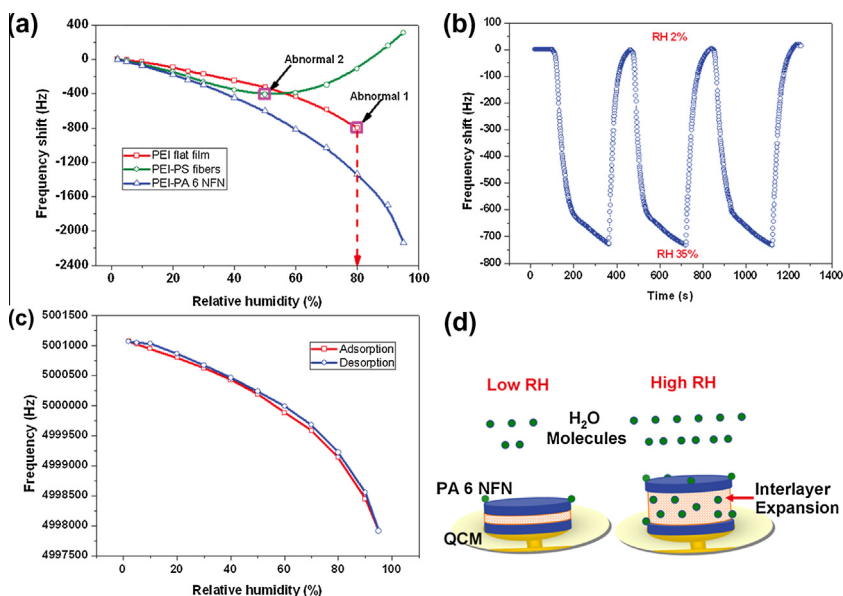 (a)
400
0
-400
-800
-1200
-1600
-2000
-2400
0 20 40 60 80 100
Frequency shift (Hz)
Relative humidity (%)
Abnormal 2
Abnormal 1
PEI flat film
PEI-PS fibers
PEI-PA 6 NFN
(b)
100
0
-100
-200
-300
-400
-500
-600
-700
-800
0 200 400 600 800 1000 1200 1400
Frequency shift (Hz)
Time (s)
RH 2%
RH 35%
(c)
5001500
5001000
5000500
5000000
4999500
4999000
4998500
4998000
4997500
0 20 40 60 80 100
Frequency (Hz)
Relative humidity (%)
Adsorption
Desorption
(d)
Low RH
High RH
H2O
Molecules
PA 6 NFN
QCM
Interlayer
Expansion